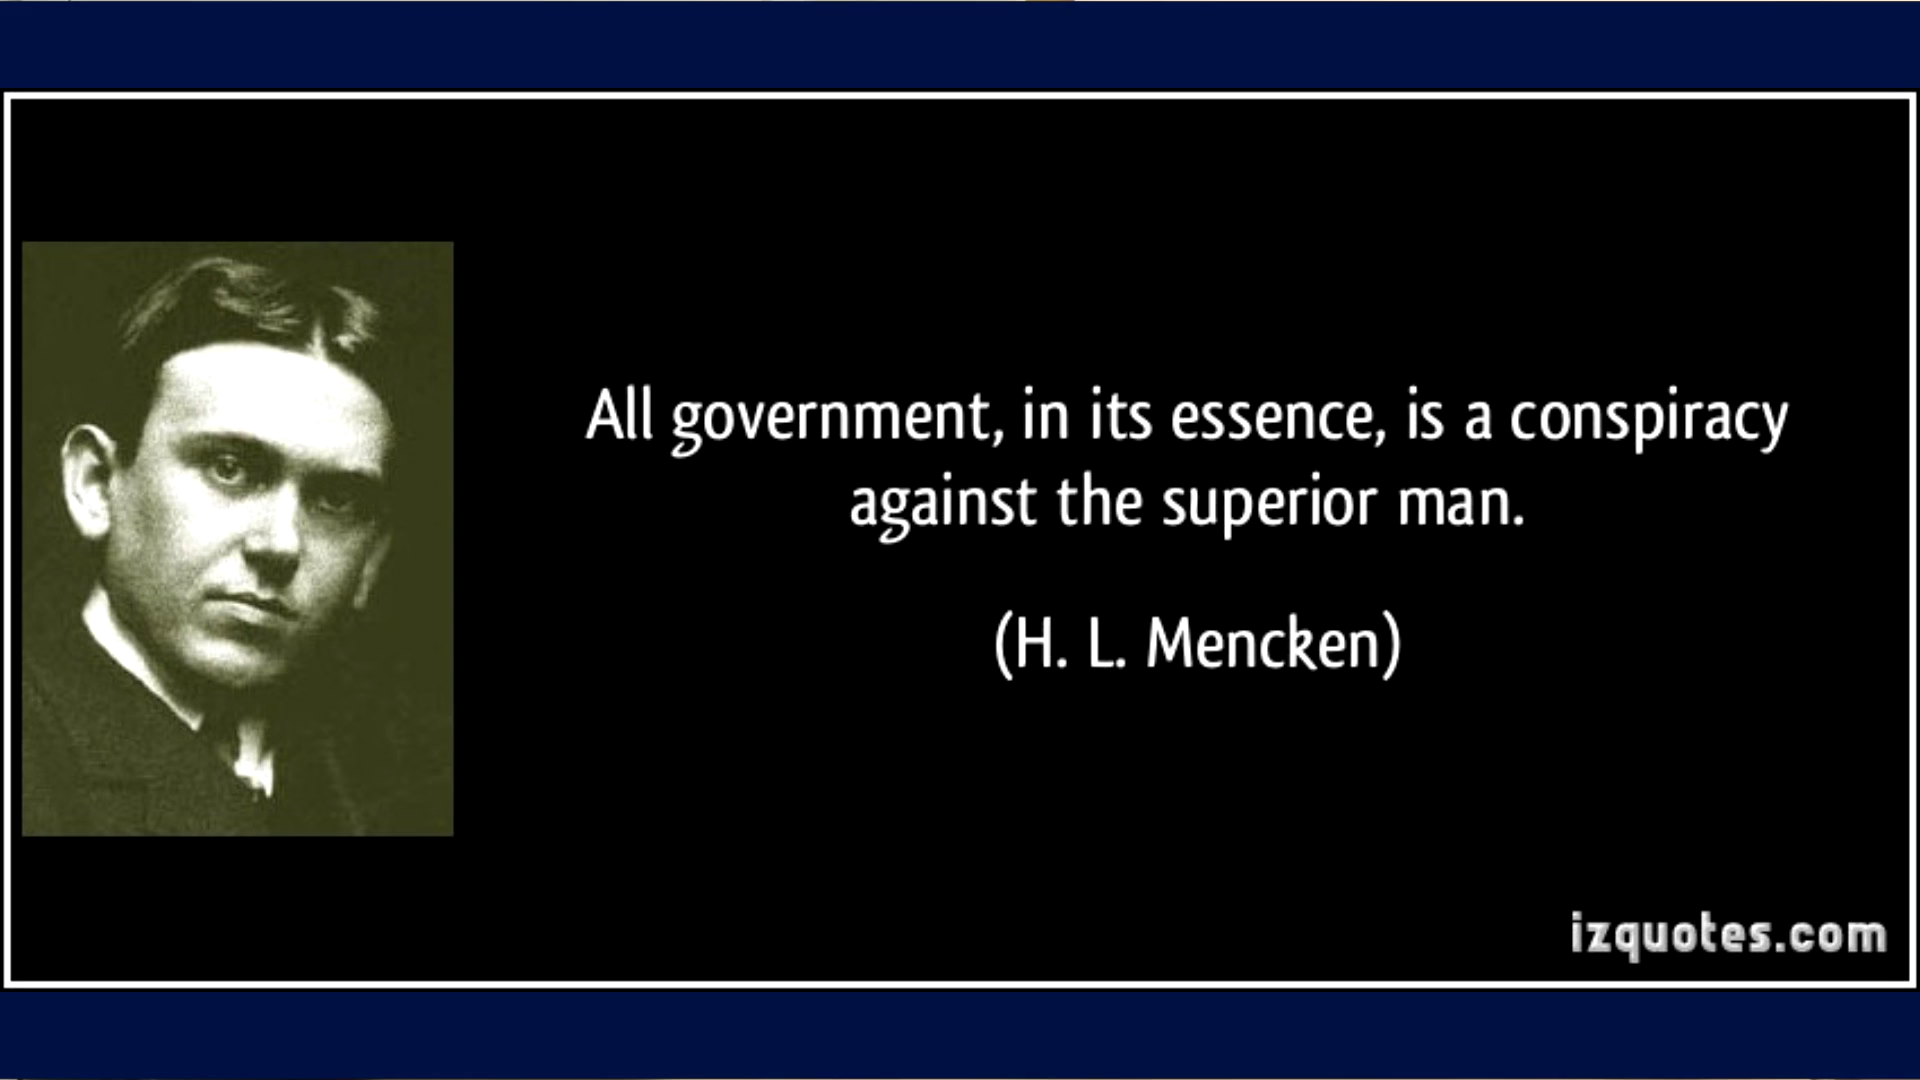 All government, in its essence, is a conspiracy
against the superior man.
(H. L. Mencken)
izquotes.com